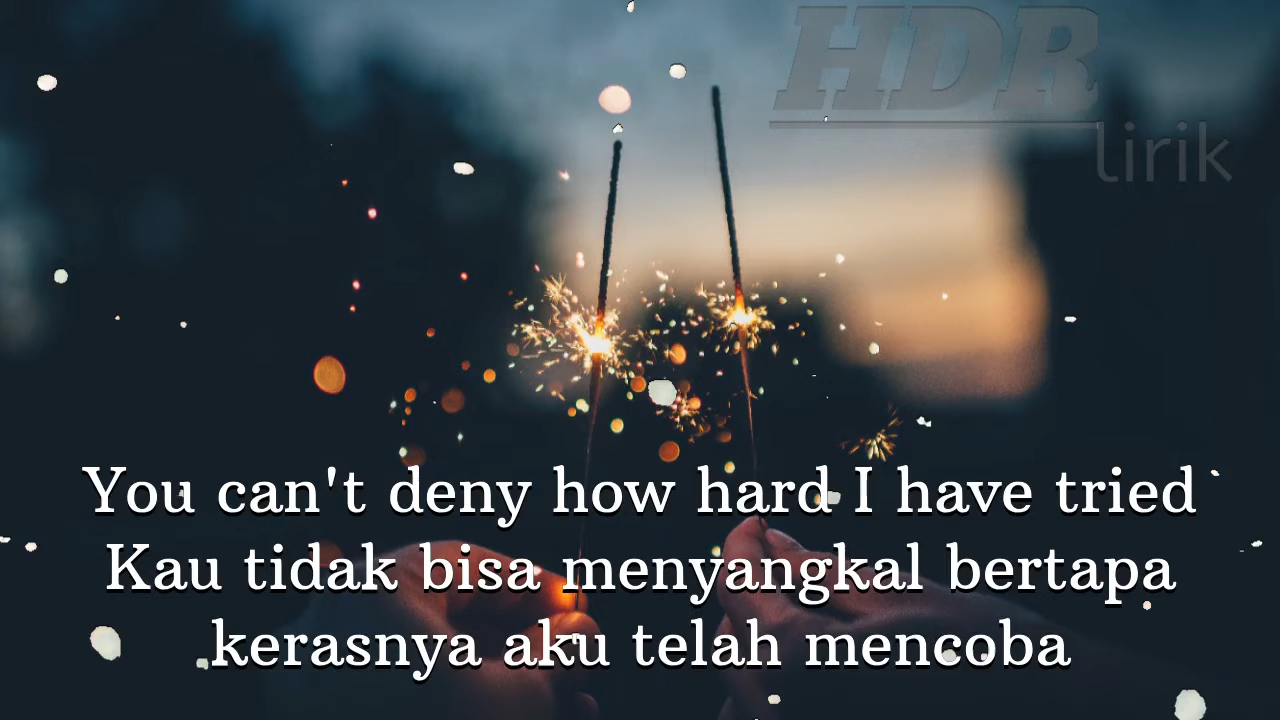 HDR
lirik
You can't deny how hard I have tried
Kau tidak bisa menyangkal bertapa
kerasnya aku telah mencoba